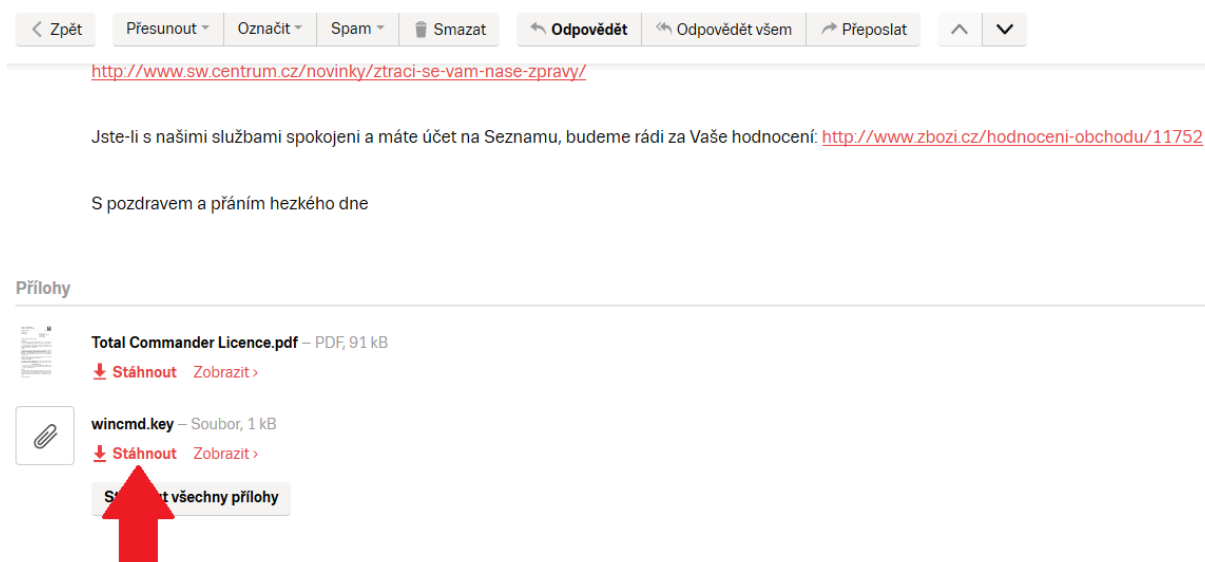 Zpět Přesunout Označit Spam Smazat Odpovědět Odpovědět všem Přeposlat
http://www.sw.centrum.cz/novinky/ztraci-se-vam-nase-zpravy/
Jste-li s našimi službami spokojeni a máte účet na Seznamu, budeme rádi za Vaše hodnocení: http://www.zbozi.cz/hodnoceni-obchodu/11752
S pozdravem a přáním hezkého dne
Přílohy
Total Commander Licence.pdf – PDF, 91 kB
Stáhnout Zobrazit ›
wincmd.key – Soubor, 1 kB
Stáhnout Zobrazit ›
všechny přílohy